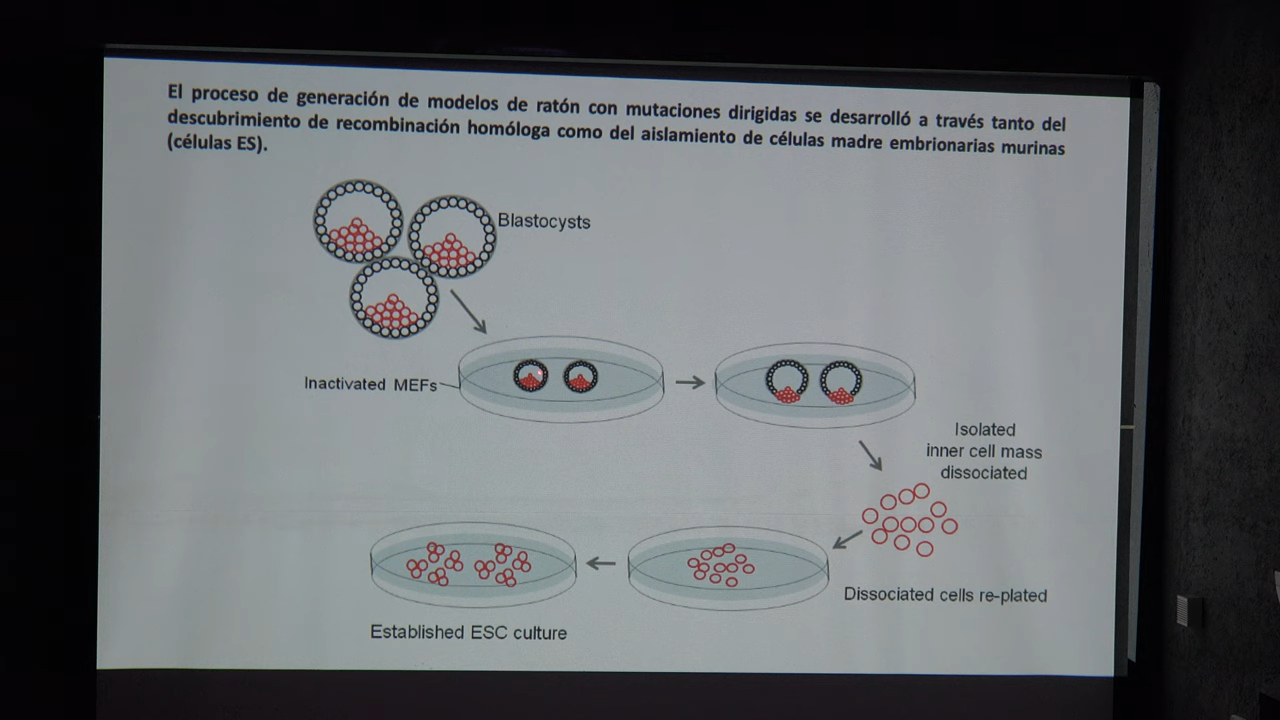 El proceso de generación de modelos de ratón con mutaciones dirigidas se desarrolló a través tanto del
descubrimiento de recombinación homóloga como del aislamiento de células madre embrionarias murinas
(células ES).
Blastocysts
Inactivated MEFs
Isolated
inner cell mass
dissociated
Dissociated cells re-plated
Established ESC culture